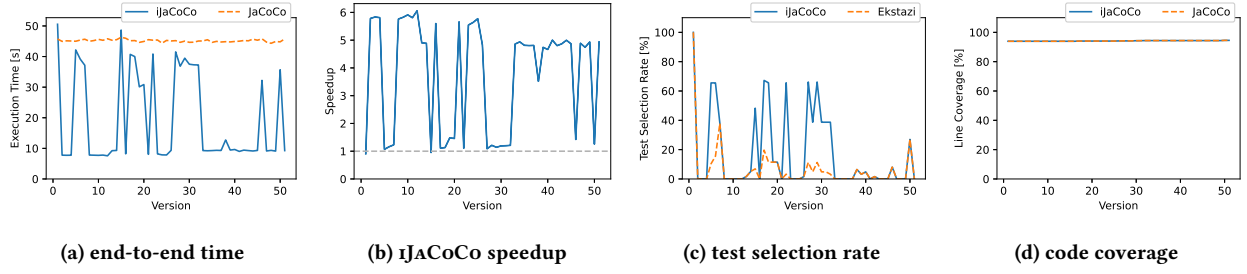 iJaCoCo JaCoCo
Execution Time [s]
50
40
30
20
10
0
0 10 20 30 40 50
Version
(a) end-to-end time
Speedup
6
5
4
3
2
1
0
0 10 20 30 40 50
Version
(b) iJaCoCo speedup
iJaCoCo Ekstazi
Test Selection Rate [%]
100
80
60
40
20
0
0 10 20 30 40 50
Version
(c) test selection rate
iJaCoCo JaCoCo
Line Coverage [%]
100
80
60
40
20
0
0 10 20 30 40 50
Version
(d) code coverage